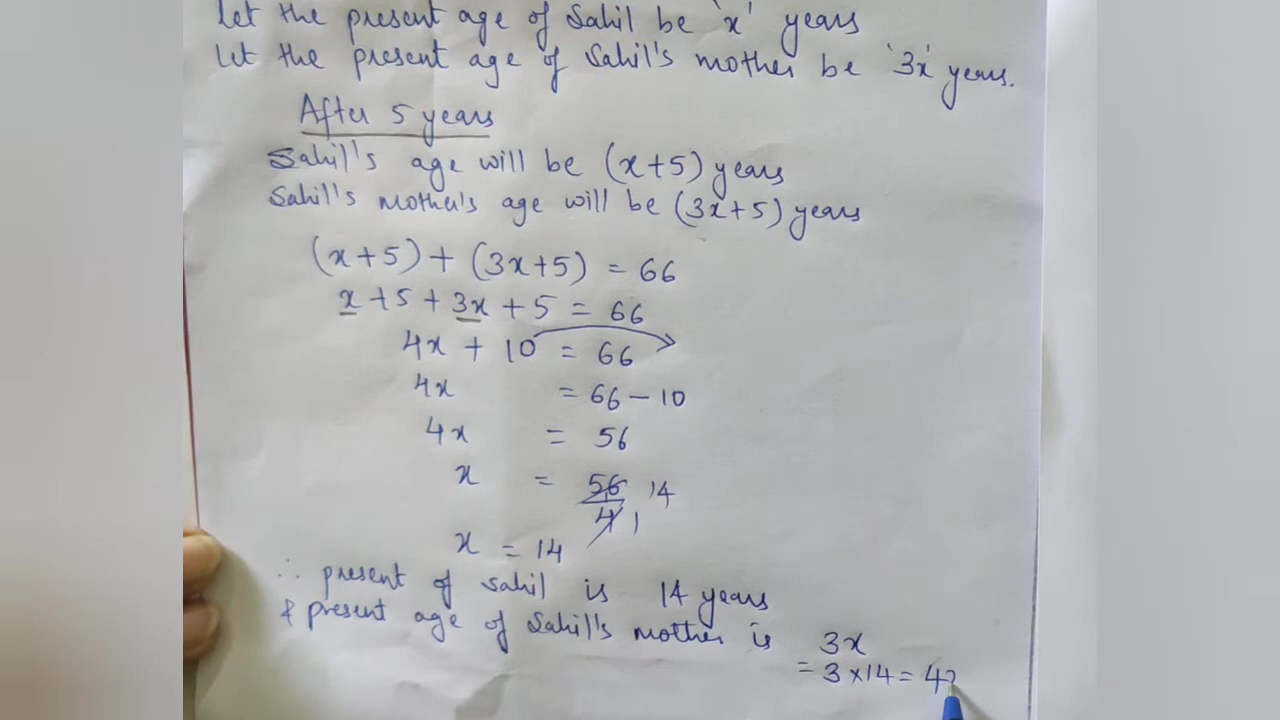 Let the present age of Sahil be 'x' years
Let the present age of Sahil's mother be '3x' years.
After 5 years
Sahil's age will be (x+5) years
Sahil's mother's age will be (3x+5) years
(x+5) + (3x+5) = 66
x + 5 + 3x + 5 = 66
4x + 10 = 66
4x = 66 - 10
4x = 56
x = 56/4 14 1
x = 14
∴ present of Sahil is 14 years
& present age of Sahil's mother is 3x
= 3 × 14 = 42